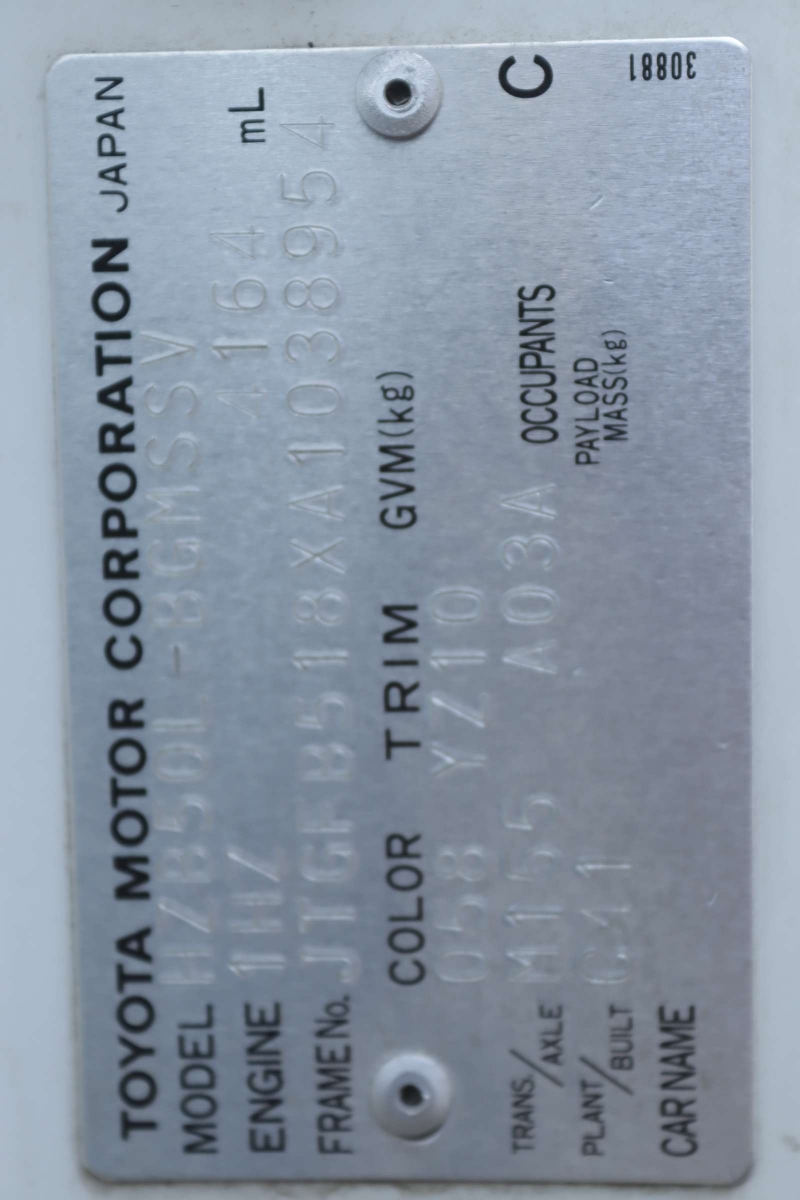 TOYOTA MOTOR CORPORATION JAPAN
MODEL HZB50L-BGMSSV
ENGINE 1HZ 4164 mL
FRAME No. JTGFB518XA1038954
COLOR TRIM GVM(kg)
058 YZ10
TRANS./AXLE M155 A03A OCCUPANTS C
PLANT/BUILT C41 PAYLOAD MASS(kg)
CAR NAME 30881